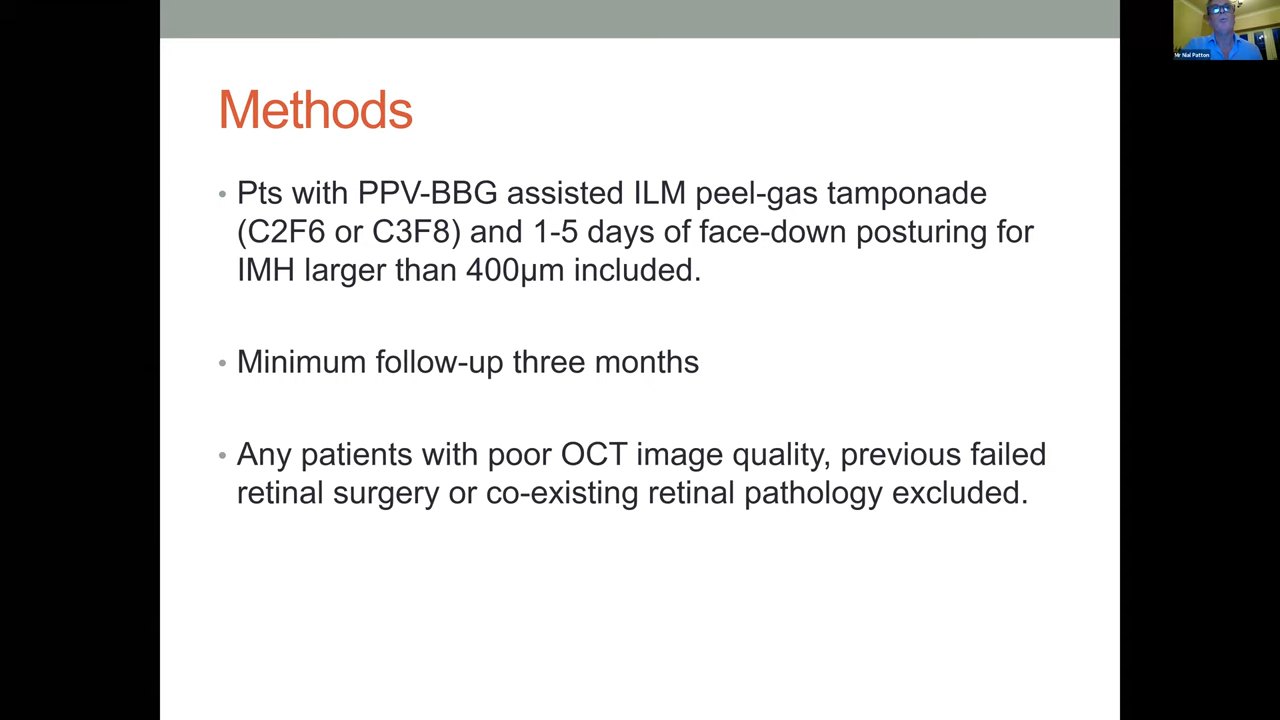 Mr Nial Patton
Methods
• Pts with PPV-BBG assisted ILM peel-gas tamponade
(C2F6 or C3F8) and 1-5 days of face-down posturing for
IMH larger than 400µm included.
• Minimum follow-up three months
• Any patients with poor OCT image quality, previous failed
retinal surgery or co-existing retinal pathology excluded.